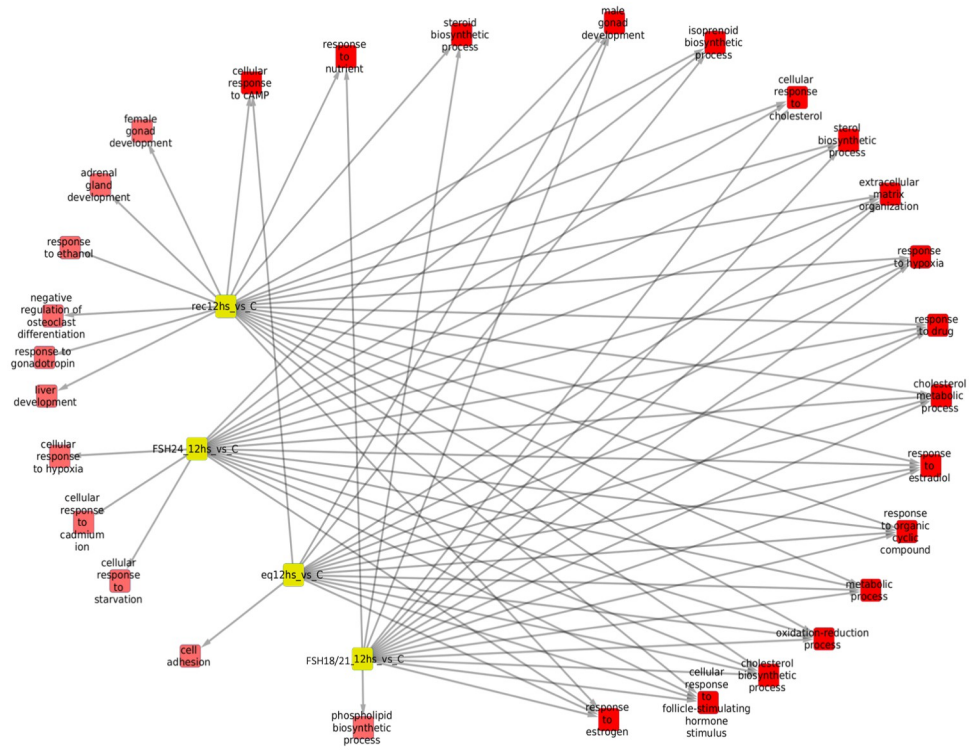 male
gonad
development
steroid
biosynthetic
process
isoprenoid
biosynthetic
process
response
to
nutrient
cellular
response
to cAMP
cellular
response
to
cholesterol
female
gonad
development
sterol
biosynthetic
process
adrenal
gland
development
extracellular
matrix
organization
response
to ethanol
response
to hypoxia
negative
regulation of
osteoclast
differentiation
rec12hs_vs_C
response
to drug
response to
gonadotropin
liver
development
cholesterol
metabolic
process
cellular
response
to hypoxia
FSH24_12hs_vs_C
response
to
estradiol
cellular
response
to
cadmium
ion
response
to organic
cyclic
compound
cellular
response
to
starvation
eq12hs_vs_C
metabolic
process
cell
adhesion
FSH18/21_12hs_vs_C
oxidation-reduction
process
cholesterol
biosynthetic
process
cellular
response
to
follicle-stimulating
hormone
stimulus
response
to
estrogen
phospholipid
biosynthetic
process